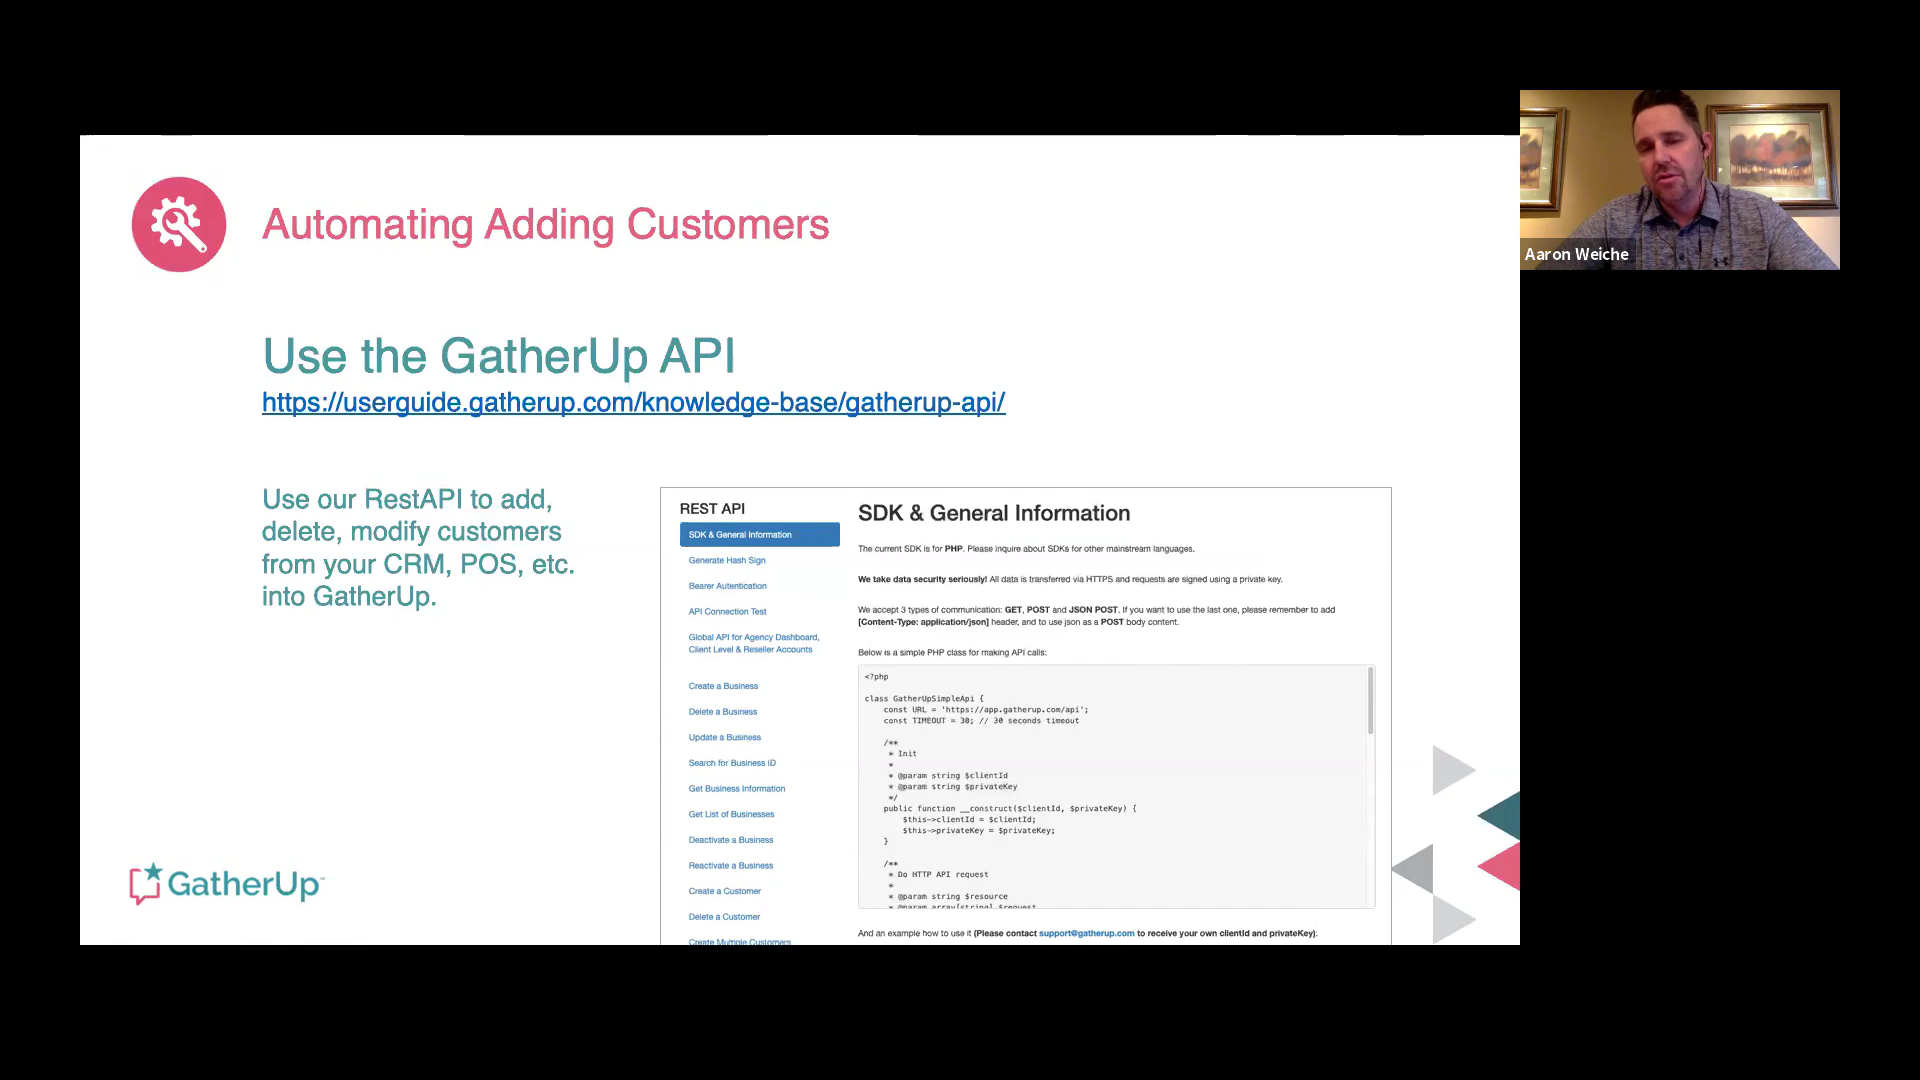 Automating Adding Customers
Use the GatherUp API
https://userguide.gatherup.com/knowledge-base/gatherup-api/
Use our RestAPI to add,
delete, modify customers
from your CRM, POS, etc.
into GatherUp.
REST API
SDK & General Information
Generate Hash Sign
Bearer Autentication
API Connection Test
Global API for Agency Dashboard,
Client Level & Reseller Accounts
Create a Business
Delete a Business
Update a Business
Search for Business ID
Get Business Information
Get List of Businesses
Deactivate a Business
Reactivate a Business
Create a Customer
Delete a Customer
Create Multiple Customers
SDK & General Information
The current SDK is for PHP. Please inquire about SDKs for other mainstream languages.
We take data security seriously! All data is transferred via HTTPS and requests are signed using a private key.
We accept 3 types of communication: GET, POST and JSON POST. If you want to use the last one, please remember to add
[Content-Type: application/json] header, and to use json as a POST body content.
Below is a simple PHP class for making API calls:
<?php
class GatherUpSimpleApi {
const URL = 'https://app.gatherup.com/api';
const TIMEOUT = 30; // 30 seconds timeout
/**
* Init
*
* @param string $clientId
* @param string $privateKey
*/
public function __construct($clientId, $privateKey) {
$this->clientId = $clientId;
$this->privateKey = $privateKey;
}
/**
* Do HTTP API request
*
* @param string $resource
* @param array[string] $request
And an example how to use it (Please contact support@gatherup.com to receive your own clientId and privateKey).
GatherUp™
Aaron Weiche